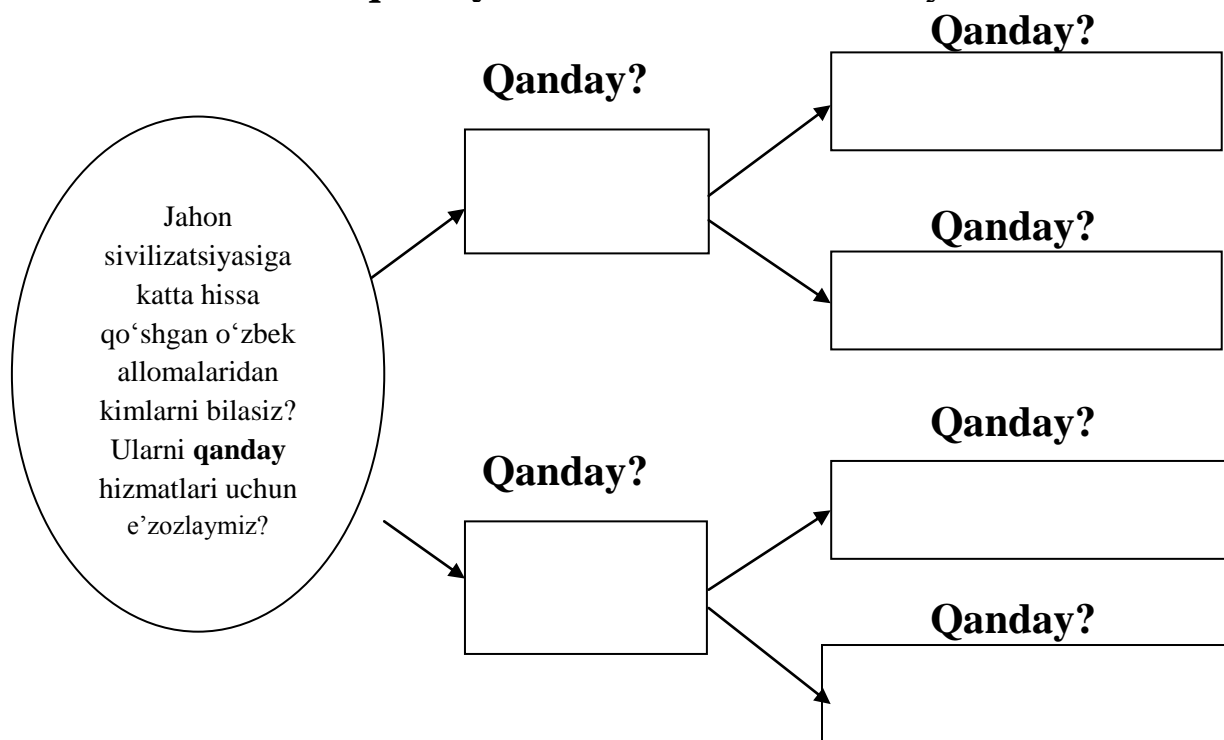 Qanday?
Qanday?
Jahon
sivilizatsiyasiga
katta hissa
qo‘shgan o‘zbek
allomalaridan
kimlarni bilasiz?
Ularni qanday
hizmatlari uchun
e’zozlaymiz?
Qanday?
Qanday?
Qanday?
Qanday?